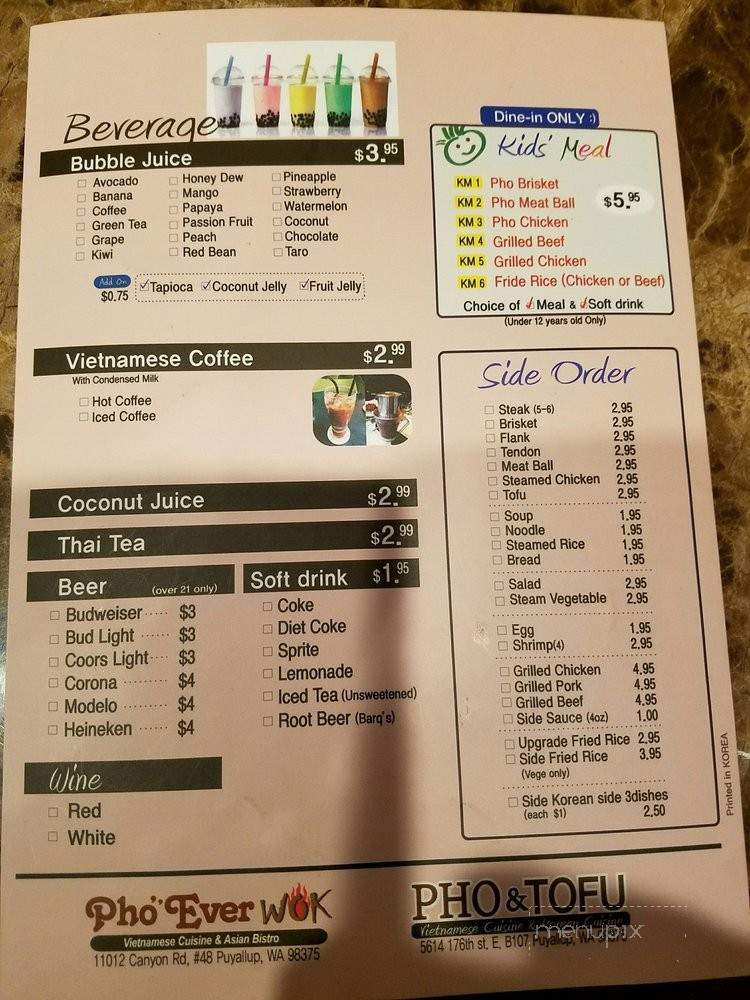 Beverage
Bubble Juice $3.95
Avocado
Banana
Coffee
Green Tea
Grape
Kiwi
Honey Dew
Mango
Papaya
Passion Fruit
Peach
Red Bean
Pineapple
Strawberry
Watermelon
Coconut
Chocolate
Taro
Add On
$0.75
Tapioca Coconut Jelly Fruit Jelly
Vietnamese Coffee $2.99
With Condensed Milk
Hot Coffee
Iced Coffee
Coconut Juice $2.99
Thai Tea $2.99
Beer (over 21 only)
Budweiser ..... $3
Bud Light ..... $3
Coors Light .... $3
Corona ....... $4
Modelo ....... $4
Heineken ...... $4
Soft drink $1.95
Coke
Diet Coke
Sprite
Lemonade
Iced Tea (Unsweetened)
Root Beer (Barq's)
Wine
Red
White
Dine-in ONLY :)
Kids' Meal
KM 1 Pho Brisket
KM 2 Pho Meat Ball
KM 3 Pho Chicken
KM 4 Grilled Beef
KM 5 Grilled Chicken
KM 6 Fride Rice (Chicken or Beef)
$5.95
Choice of Meal & Soft drink
(Under 12 years old Only)
Side Order
Steak (5-6) 2.95
Brisket 2.95
Flank 2.95
Tendon 2.95
Meat Ball 2.95
Steamed Chicken 2.95
Tofu 2.95
Soup 1.95
Noodle 1.95
Steamed Rice 1.95
Bread 1.95
Salad 2.95
Steam Vegetable 2.95
Egg 1.95
Shrimp(4) 2.95
Grilled Chicken 4.95
Grilled Pork 4.95
Grilled Beef 4.95
Side Sauce (4oz) 1.00
Upgrade Fried Rice 2.95
Side Fried Rice 3.95
(Vege only)
Side Korean side 3dishes
(each $1) 2.50
Printed in KOREA
Pho Ever WOK
Vietnamese Cuisine & Asian Bistro
11012 Canyon Rd, #48 Puyallup, WA 98375
PHO & TOFU
Vietnamese Cuisine & Korean Cuisine
5614 176th st, E, B107, Puyallup, WA
menupix